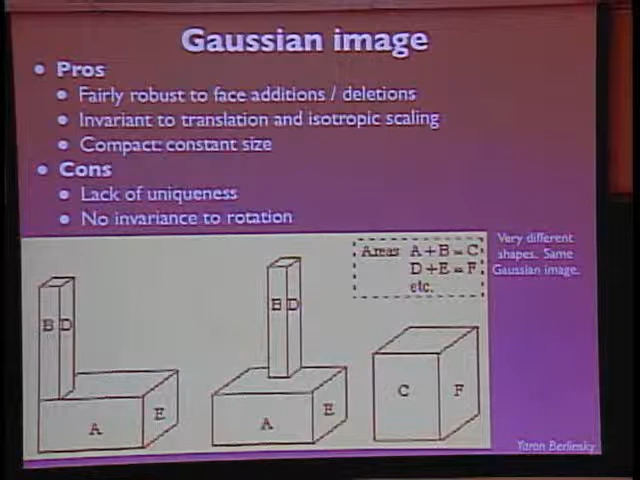 Gaussian image
• Pros
• Fairly robust to face additions / deletions
• Invariant to translation and isotropic scaling
• Compact: constant size
• Cons
• Lack of uniqueness
• No invariance to rotation
Very different
shapes. Same
Gaussian image.
Areas A+B=C
D+E=F
etc.
B D
A
E
B D
A
E
C
F
Yaron Berlinsky